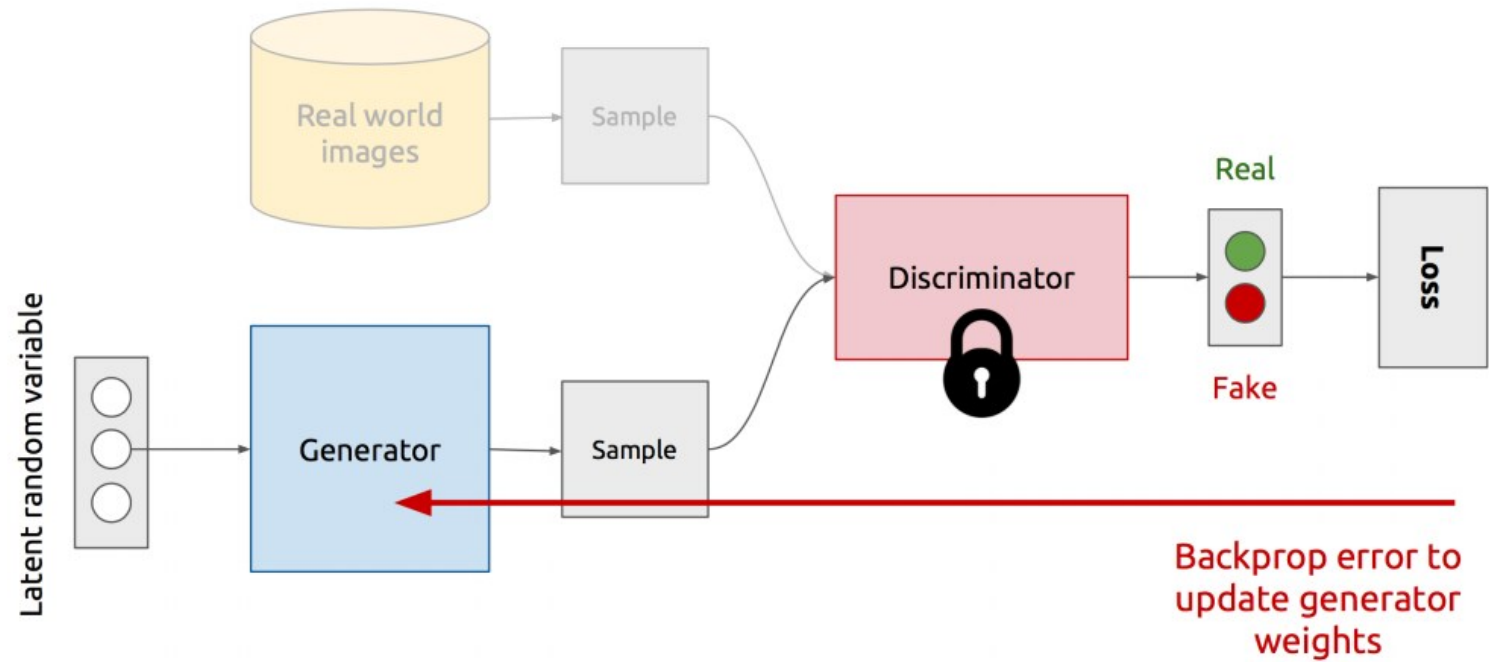 Real world
images
Sample
Real
Discriminator
Loss
Fake
Latent random variable
Generator
Sample
Backprop error to
update generator
weights